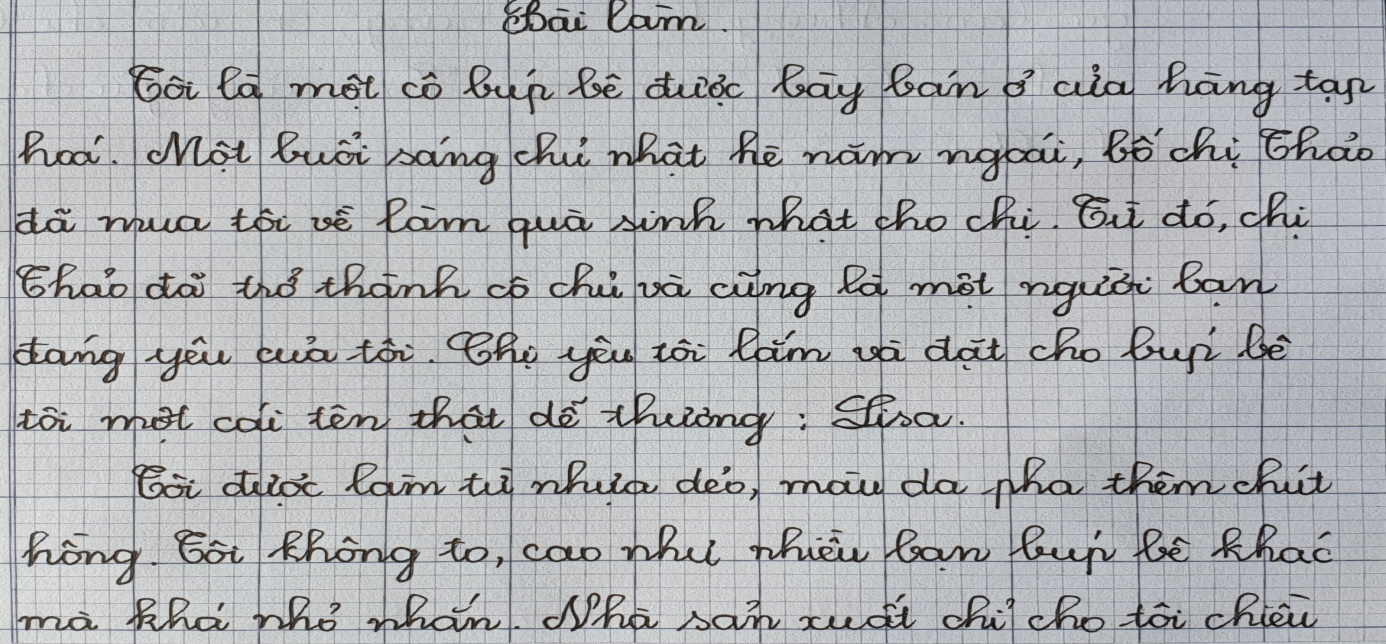 Bài làm.
Tôi là một cô búp bê được bày bán ở cửa hàng tạp
hoá. Một buổi sáng chủ nhật hè năm ngoái, bố chị Thảo
đã mua tôi về làm quà sinh nhật cho chị. Từ đó, chị
Thảo đã trở thành cô chủ và cũng là một người bạn
đáng yêu của tôi. Chị yêu tôi lắm và đặt cho búp bê
tôi một cái tên thật dễ thương: Lisa.
Tôi được làm từ nhựa dẻo, màu da pha thêm chút
hồng. Tôi không to, cao như nhiều bạn búp bê khác
mà khá nhỏ nhắn. Nhà sản xuất chỉ cho tôi chiều